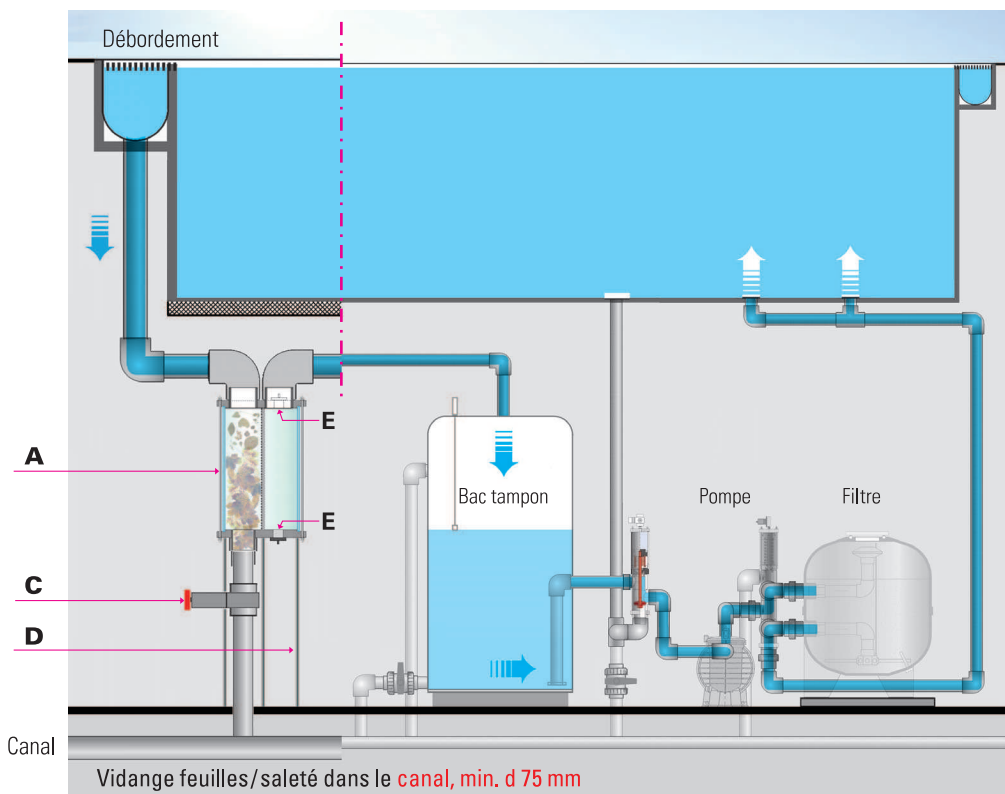 Débordement
E
A
Bac tampon
Pompe
Filtre
E
C
D
Canal
Vidange feuilles/saleté dans le canal, min. d 75 mm